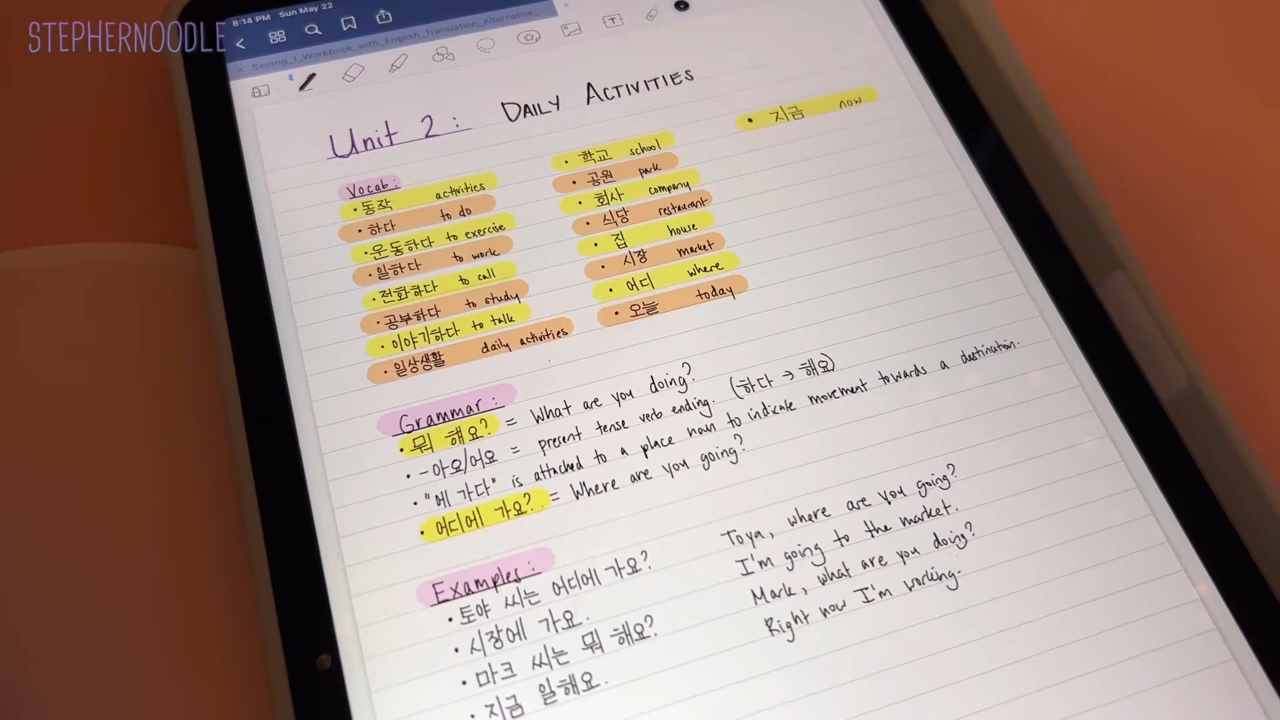 STEPHERNOODLE
8:14 PM Sun May 22
Sejong_1_Workbook_with_English_Translation_Alternative_
Unit 2: DAILY ACTIVITIES
Vocab:
• 동작 activities
• 하다 to do
• 운동하다 to exercise
• 일하다 to work
• 전화하다 to call
• 공부하다 to study
• 이야기하다 to talk
• 일상생활 daily activities
• 학교 school
• 공원 park
• 회사 company
• 식당 restaurant
• 집 house
• 시장 market
• 어디 where
• 오늘 today
• 지금 now
Grammar:
• 뭐 해요? = What are you doing?
• -아요/어요 = present tense verb ending. (하다 → 해요)
• "에 가다" is attached to a place noun to indicate movement towards a destination.
• 어디에 가요? = Where are you going?
Examples:
• 토야 씨는 어디에 가요? Toya, where are you going?
• 시장에 가요. I'm going to the market.
• 마크 씨는 뭐 해요? Mark, what are you doing?
• 지금 일해요. Right now I'm working.